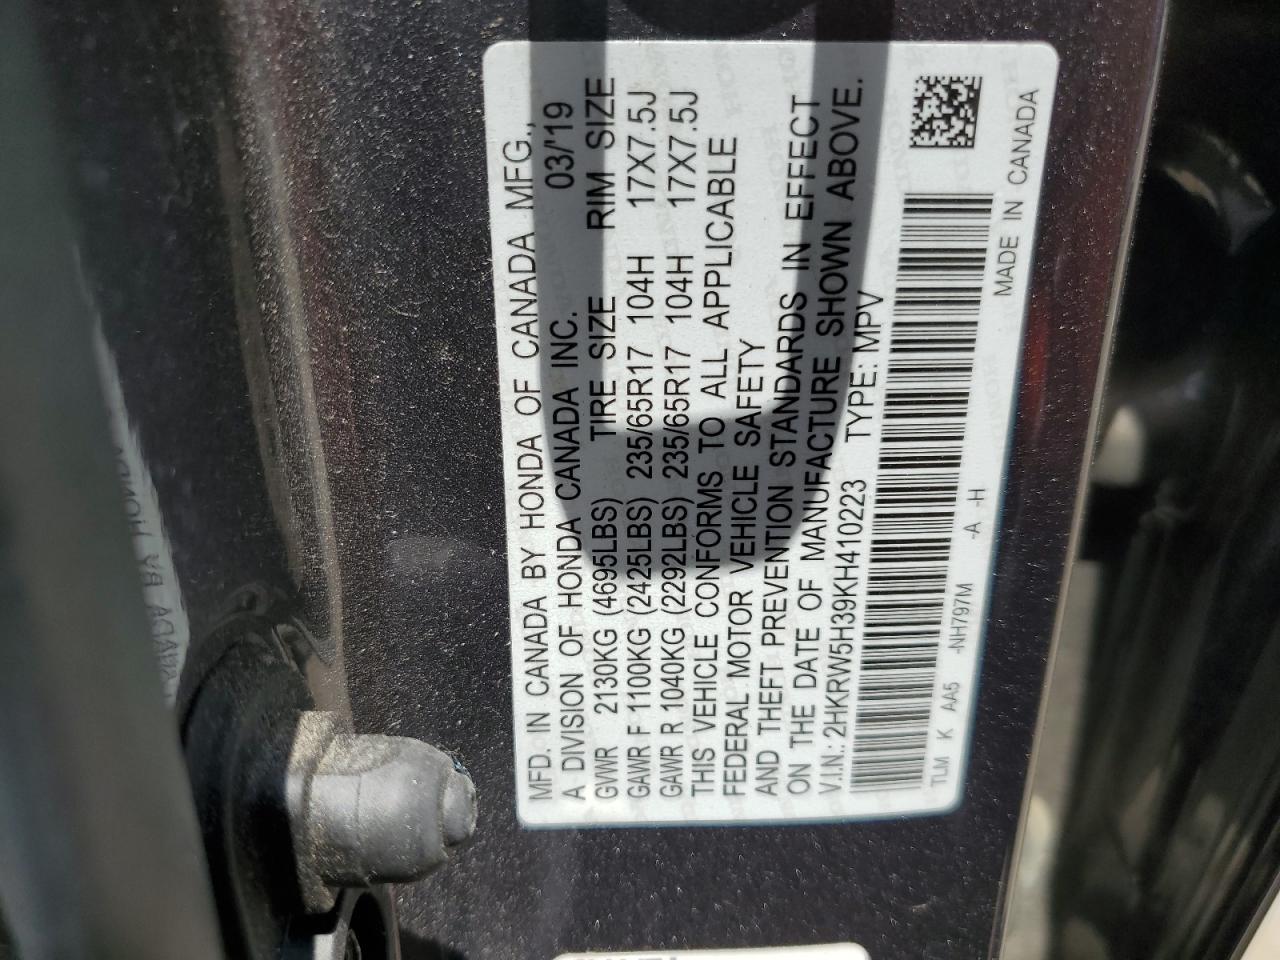 MFD. IN CANADA BY HONDA OF CANADA MFG.,
A DIVISION OF HONDA CANADA INC. 03/'19
GVWR 2130KG (4695LBS) TIRE SIZE RIM SIZE
GAWR F 1100KG (2425LBS) 235/65R17 104H 17X7.5J
GAWR R 1040KG (2292LBS) 235/65R17 104H 17X7.5J
THIS VEHICLE CONFORMS TO ALL APPLICABLE
FEDERAL MOTOR VEHICLE SAFETY
AND THEFT PREVENTION STANDARDS IN EFFECT
ON THE DATE OF MANUFACTURE SHOWN ABOVE.
V.I.N.: 2HKRW5H39KH410223 TYPE: MPV
TLM K AA5 -NH797M -A -H
MADE IN CANADA